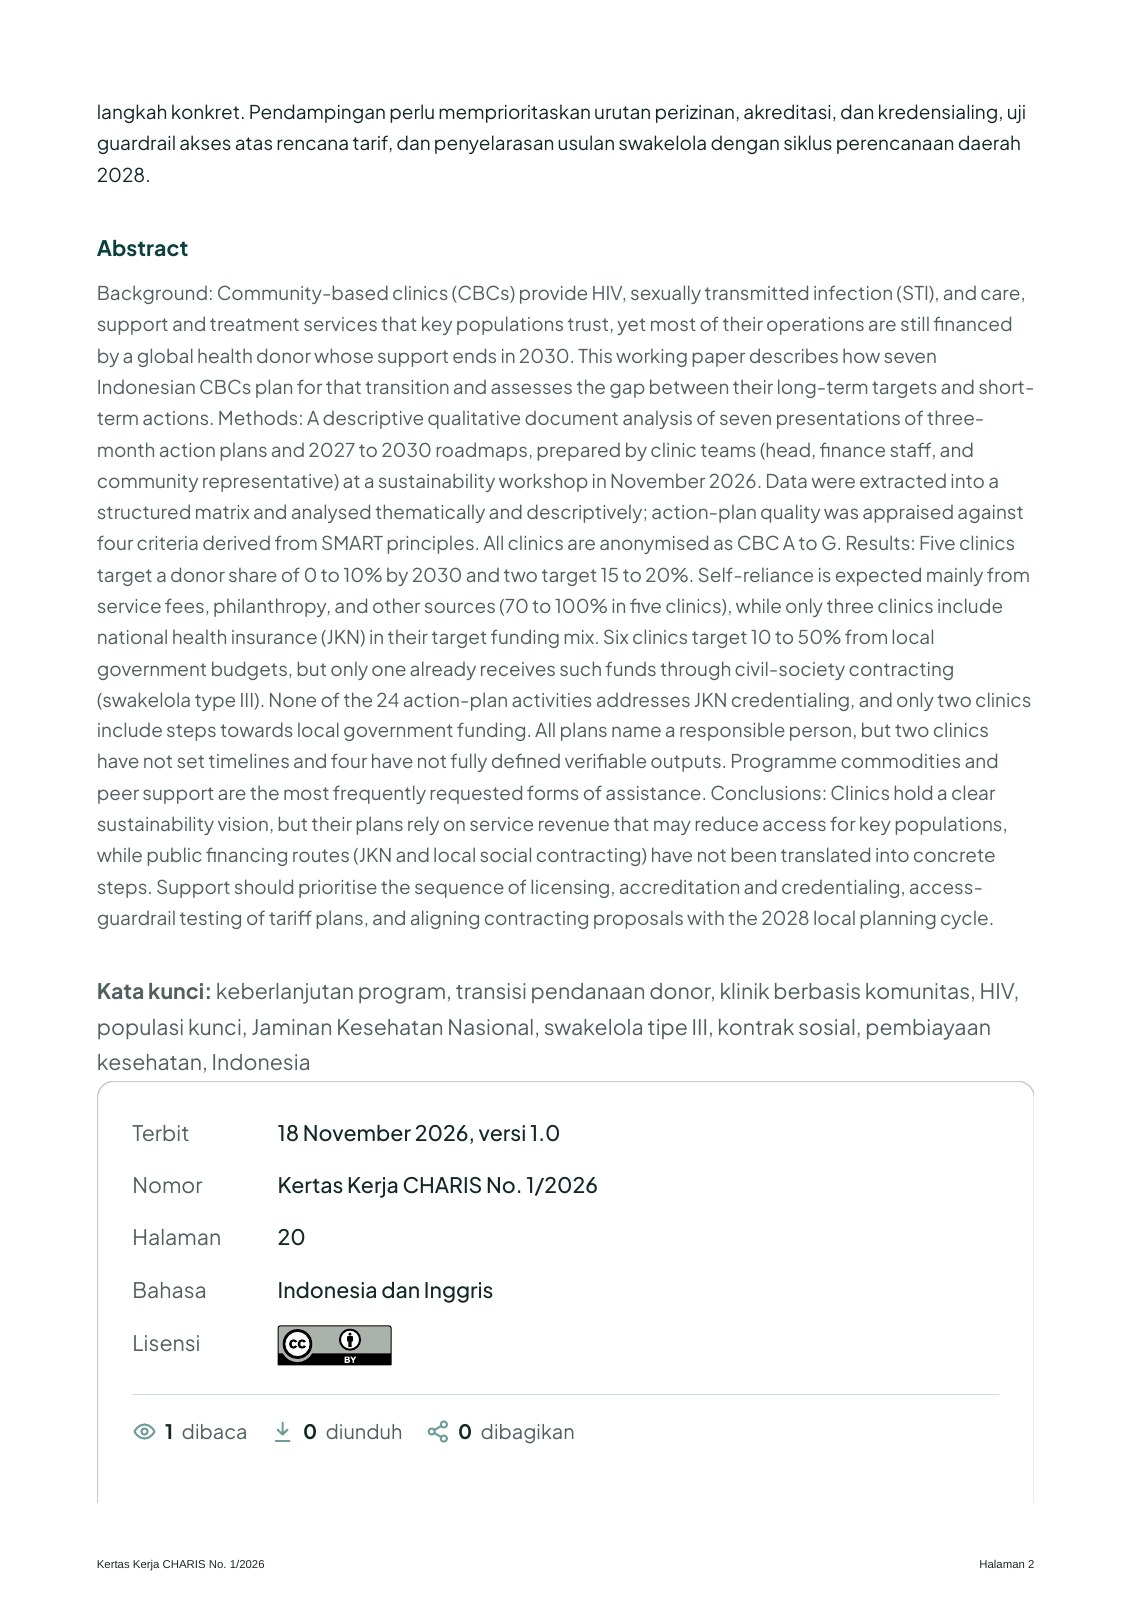 langkah konkret. Pendampingan perlu memprioritaskan urutan perizinan, akreditasi, dan kredensialing, uji
guardrail akses atas rencana tarif, dan penyelarasan usulan swakelola dengan siklus perencanaan daerah
2028.
Abstract
Background: Community-based clinics (CBCs) provide HIV, sexually transmitted infection (STI), and care,
support and treatment services that key populations trust, yet most of their operations are still financed
by a global health donor whose support ends in 2030. This working paper describes how seven
Indonesian CBCs plan for that transition and assesses the gap between their long-term targets and short-
term actions. Methods: A descriptive qualitative document analysis of seven presentations of three-
month action plans and 2027 to 2030 roadmaps, prepared by clinic teams (head, finance staff, and
community representative) at a sustainability workshop in November 2026. Data were extracted into a
structured matrix and analysed thematically and descriptively; action-plan quality was appraised against
four criteria derived from SMART principles. All clinics are anonymised as CBC A to G. Results: Five clinics
target a donor share of 0 to 10% by 2030 and two target 15 to 20%. Self-reliance is expected mainly from
service fees, philanthropy, and other sources (70 to 100% in five clinics), while only three clinics include
national health insurance (JKN) in their target funding mix. Six clinics target 10 to 50% from local
government budgets, but only one already receives such funds through civil-society contracting
(swakelola type III). None of the 24 action-plan activities addresses JKN credentialing, and only two clinics
include steps towards local government funding. All plans name a responsible person, but two clinics
have not set timelines and four have not fully defined verifiable outputs. Programme commodities and
peer support are the most frequently requested forms of assistance. Conclusions: Clinics hold a clear
sustainability vision, but their plans rely on service revenue that may reduce access for key populations,
while public financing routes (JKN and local social contracting) have not been translated into concrete
steps. Support should prioritise the sequence of licensing, accreditation and credentialing, access-
guardrail testing of tariff plans, and aligning contracting proposals with the 2028 local planning cycle.
Kata kunci: keberlanjutan program, transisi pendanaan donor, klinik berbasis komunitas, HIV,
populasi kunci, Jaminan Kesehatan Nasional, swakelola tipe III, kontrak sosial, pembiayaan
kesehatan, Indonesia
Terbit 18 November 2026, versi 1.0
Nomor Kertas Kerja CHARIS No. 1/2026
Halaman 20
Bahasa Indonesia dan Inggris
Lisensi CC BY
1 dibaca 0 diunduh 0 dibagikan
Kertas Kerja CHARIS No. 1/2026 Halaman 2